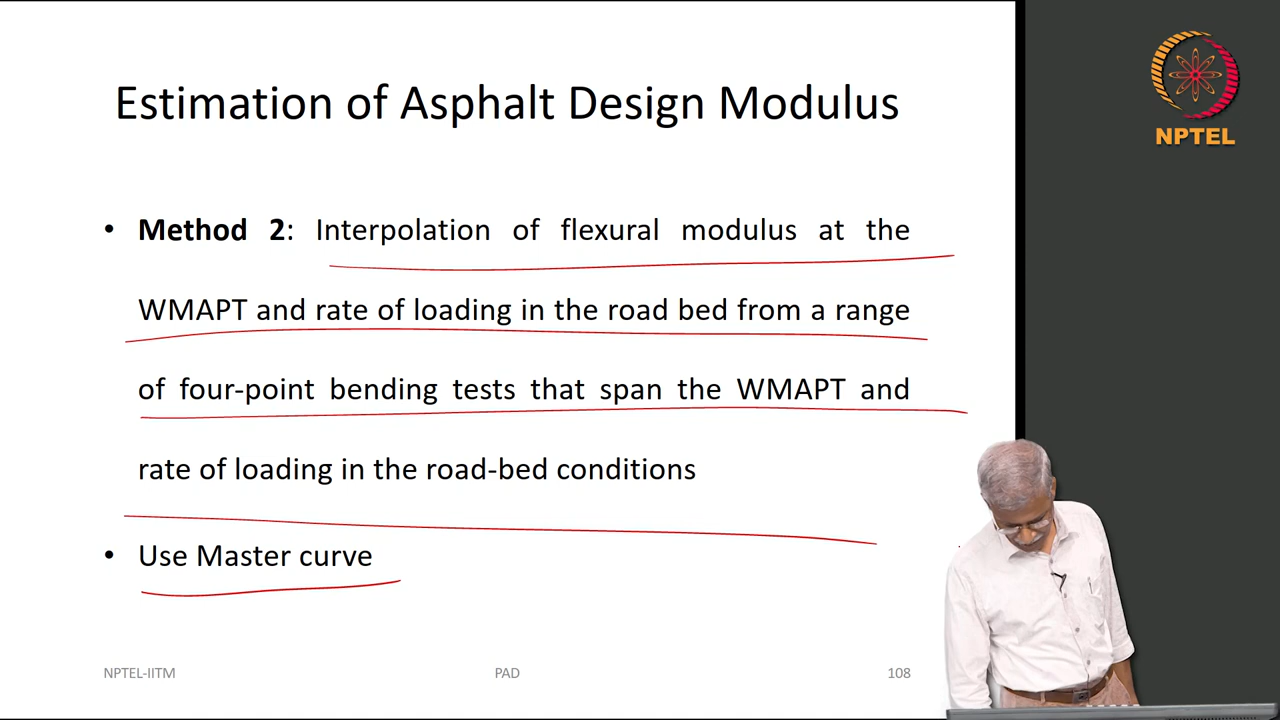 Estimation of Asphalt Design Modulus
NPTEL
• Method 2: Interpolation of flexural modulus at the
WMAPT and rate of loading in the road bed from a range
of four-point bending tests that span the WMAPT and
rate of loading in the road-bed conditions
• Use Master curve
NPTEL-IITM PAD 108